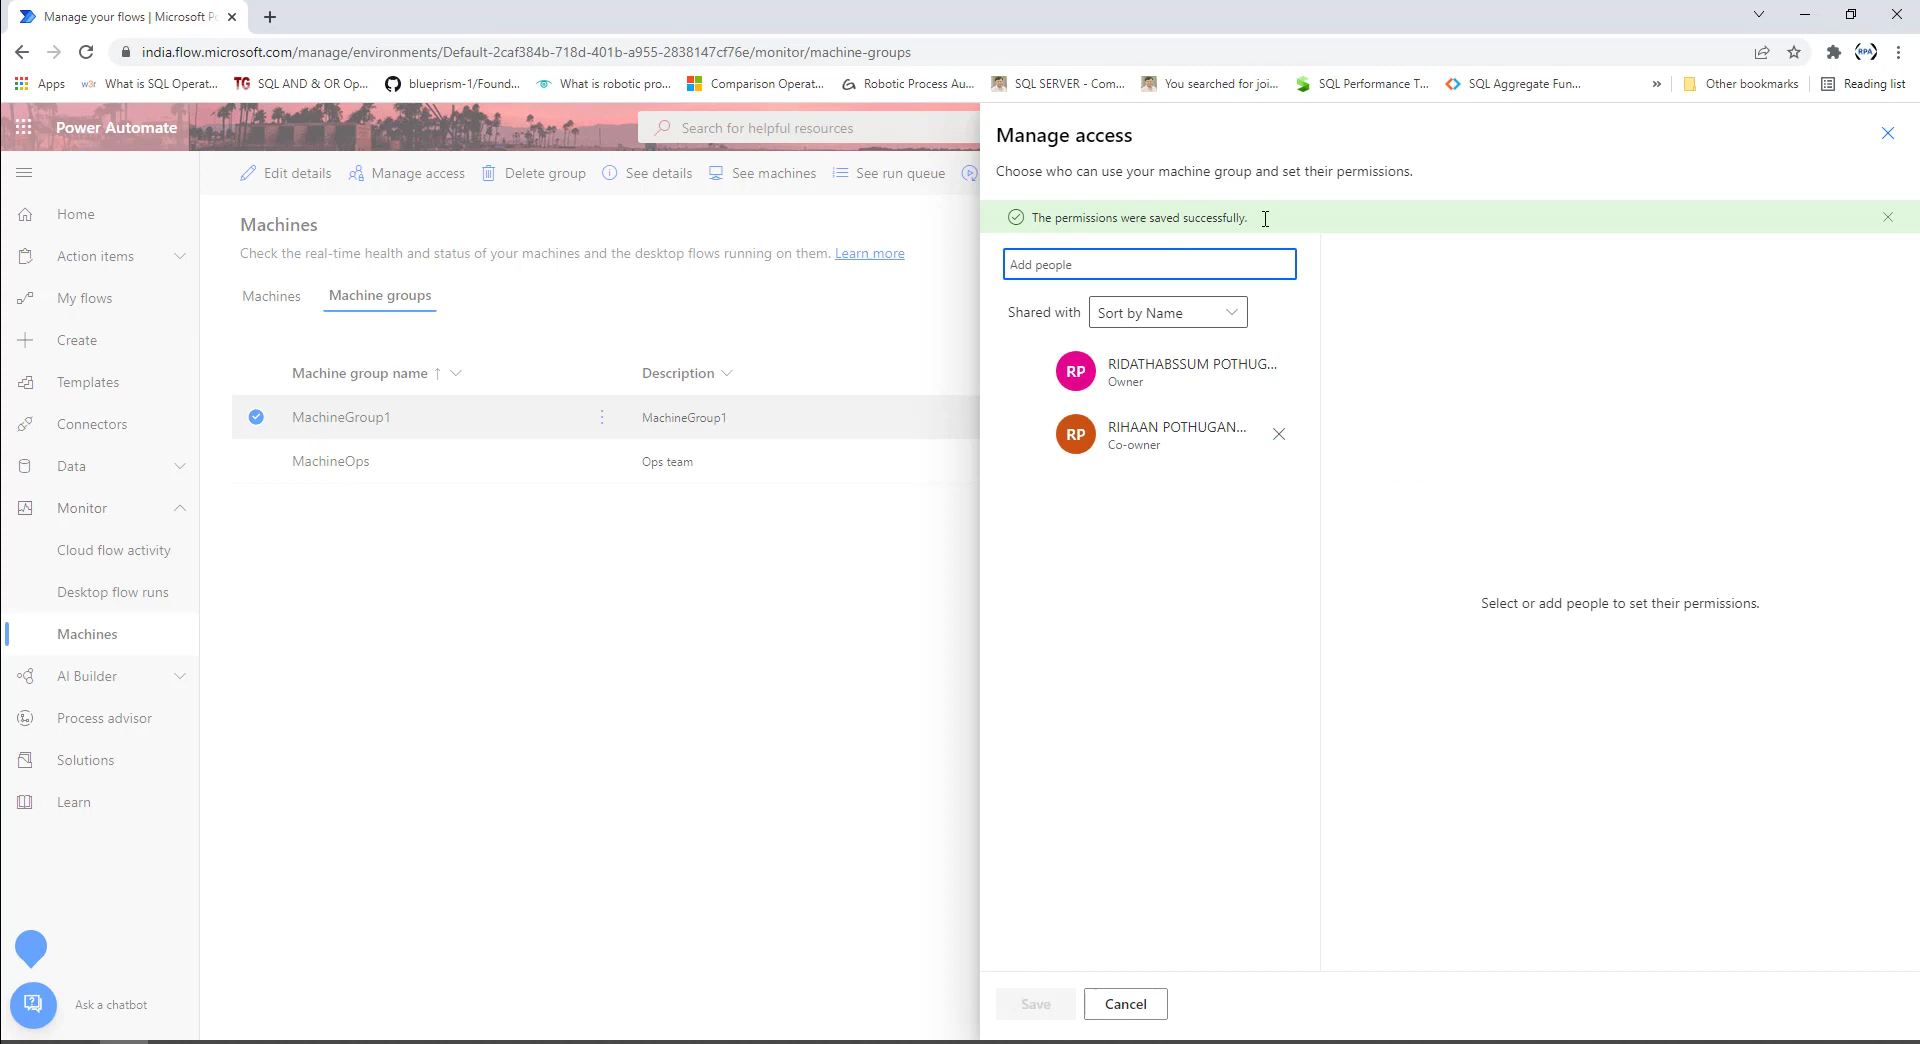 Manage your flows | Microsoft Po
india.flow.microsoft.com/manage/environments/Default-2caf384b-718d-401b-a955-2838147cf76e/monitor/machine-groups
RPA
Apps
w3r What is SQL Operat...
TG SQL AND & OR Op...
blueprism-1/Found...
What is robotic pro...
Comparison Operat...
Robotic Process Au...
SQL SERVER - Com...
You searched for joi...
SQL Performance T...
SQL Aggregate Fun...
»
Other bookmarks
Reading list
Power Automate
Search for helpful resources
Home
Action items
My flows
Create
Templates
Connectors
Data
Monitor
Cloud flow activity
Desktop flow runs
Machines
AI Builder
Process advisor
Solutions
Learn
Ask a chatbot
Edit details
Manage access
Delete group
See details
See machines
See run queue
Machines
Check the real-time health and status of your machines and the desktop flows running on them. Learn more
Machines
Machine groups
Machine group name ↑
Description
MachineGroup1
MachineGroup1
MachineOps
Ops team
Manage access
Choose who can use your machine group and set their permissions.
The permissions were saved successfully.
Add people
Shared with
Sort by Name
RP
RIDATHABSSUM POTHUG...
Owner
RP
RIHAAN POTHUGAN...
Co-owner
Select or add people to set their permissions.
Save
Cancel